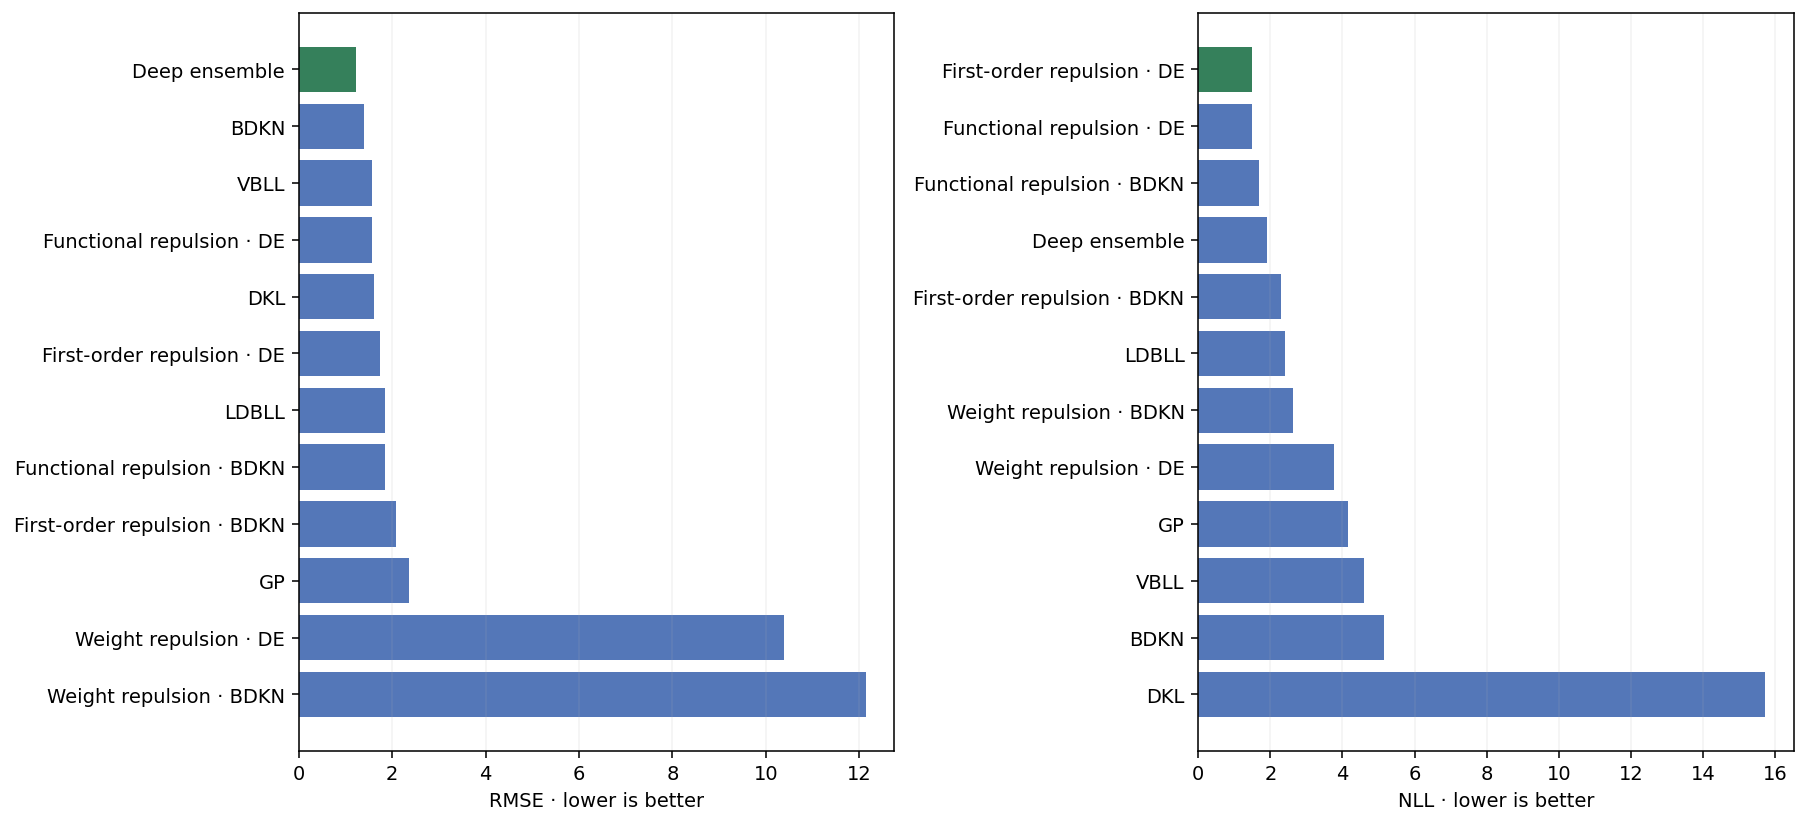 Deep ensemble
BDKN
VBLL
Functional repulsion · DE
DKL
First-order repulsion · DE
LDBLL
Functional repulsion · BDKN
First-order repulsion · BDKN
GP
Weight repulsion · DE
Weight repulsion · BDKN
0 2 4 6 8 10 12
RMSE · lower is better
First-order repulsion · DE
Functional repulsion · DE
Functional repulsion · BDKN
Deep ensemble
First-order repulsion · BDKN
LDBLL
Weight repulsion · BDKN
Weight repulsion · DE
GP
VBLL
BDKN
DKL
0 2 4 6 8 10 12 14 16
NLL · lower is better